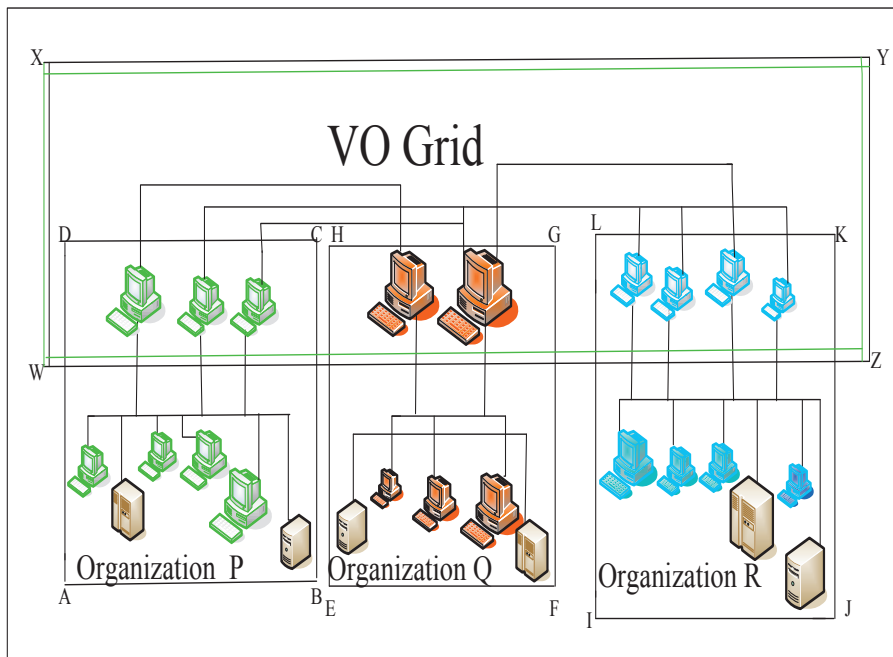 X Y
VO Grid
D C H G L K
W Z
Organization P Organization Q Organization R
A B E F I J